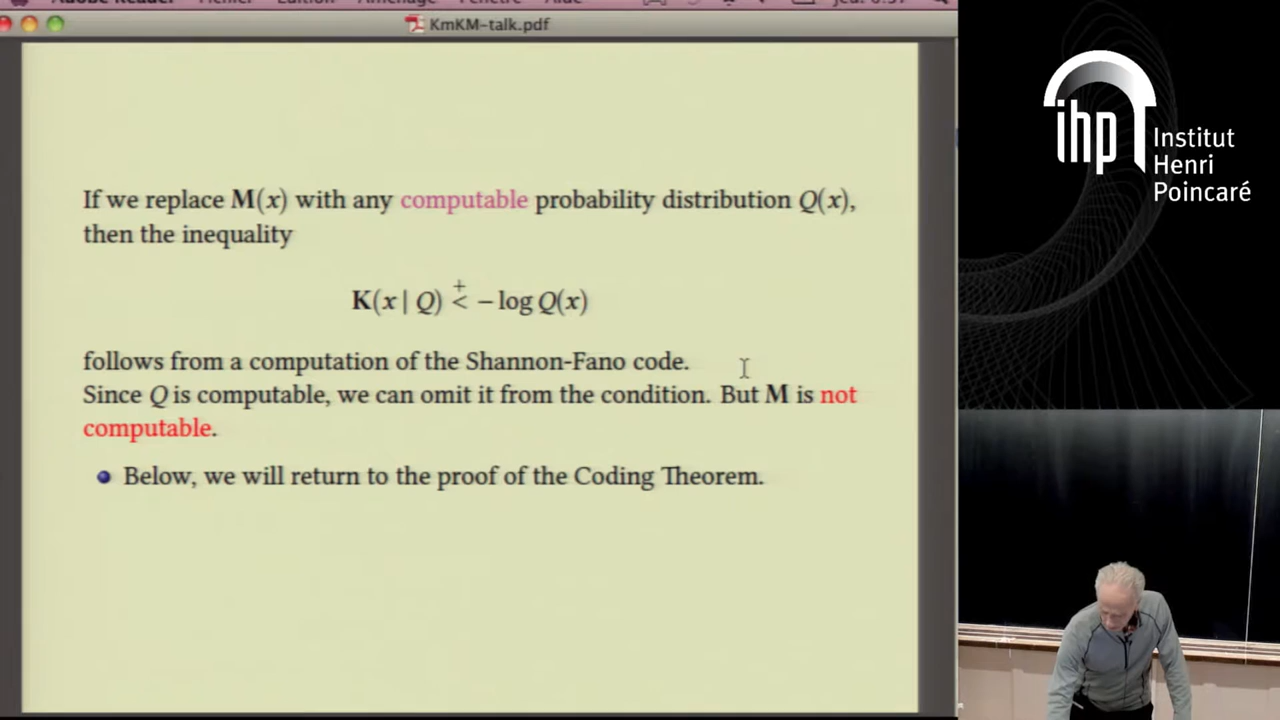 KmKM-talk.pdf
ihp Institut
Henri
Poincaré
If we replace M(x) with any computable probability distribution Q(x),
then the inequality
K(x | Q) <⁺ − log Q(x)
follows from a computation of the Shannon-Fano code.
Since Q is computable, we can omit it from the condition. But M is not
computable.
Below, we will return to the proof of the Coding Theorem.